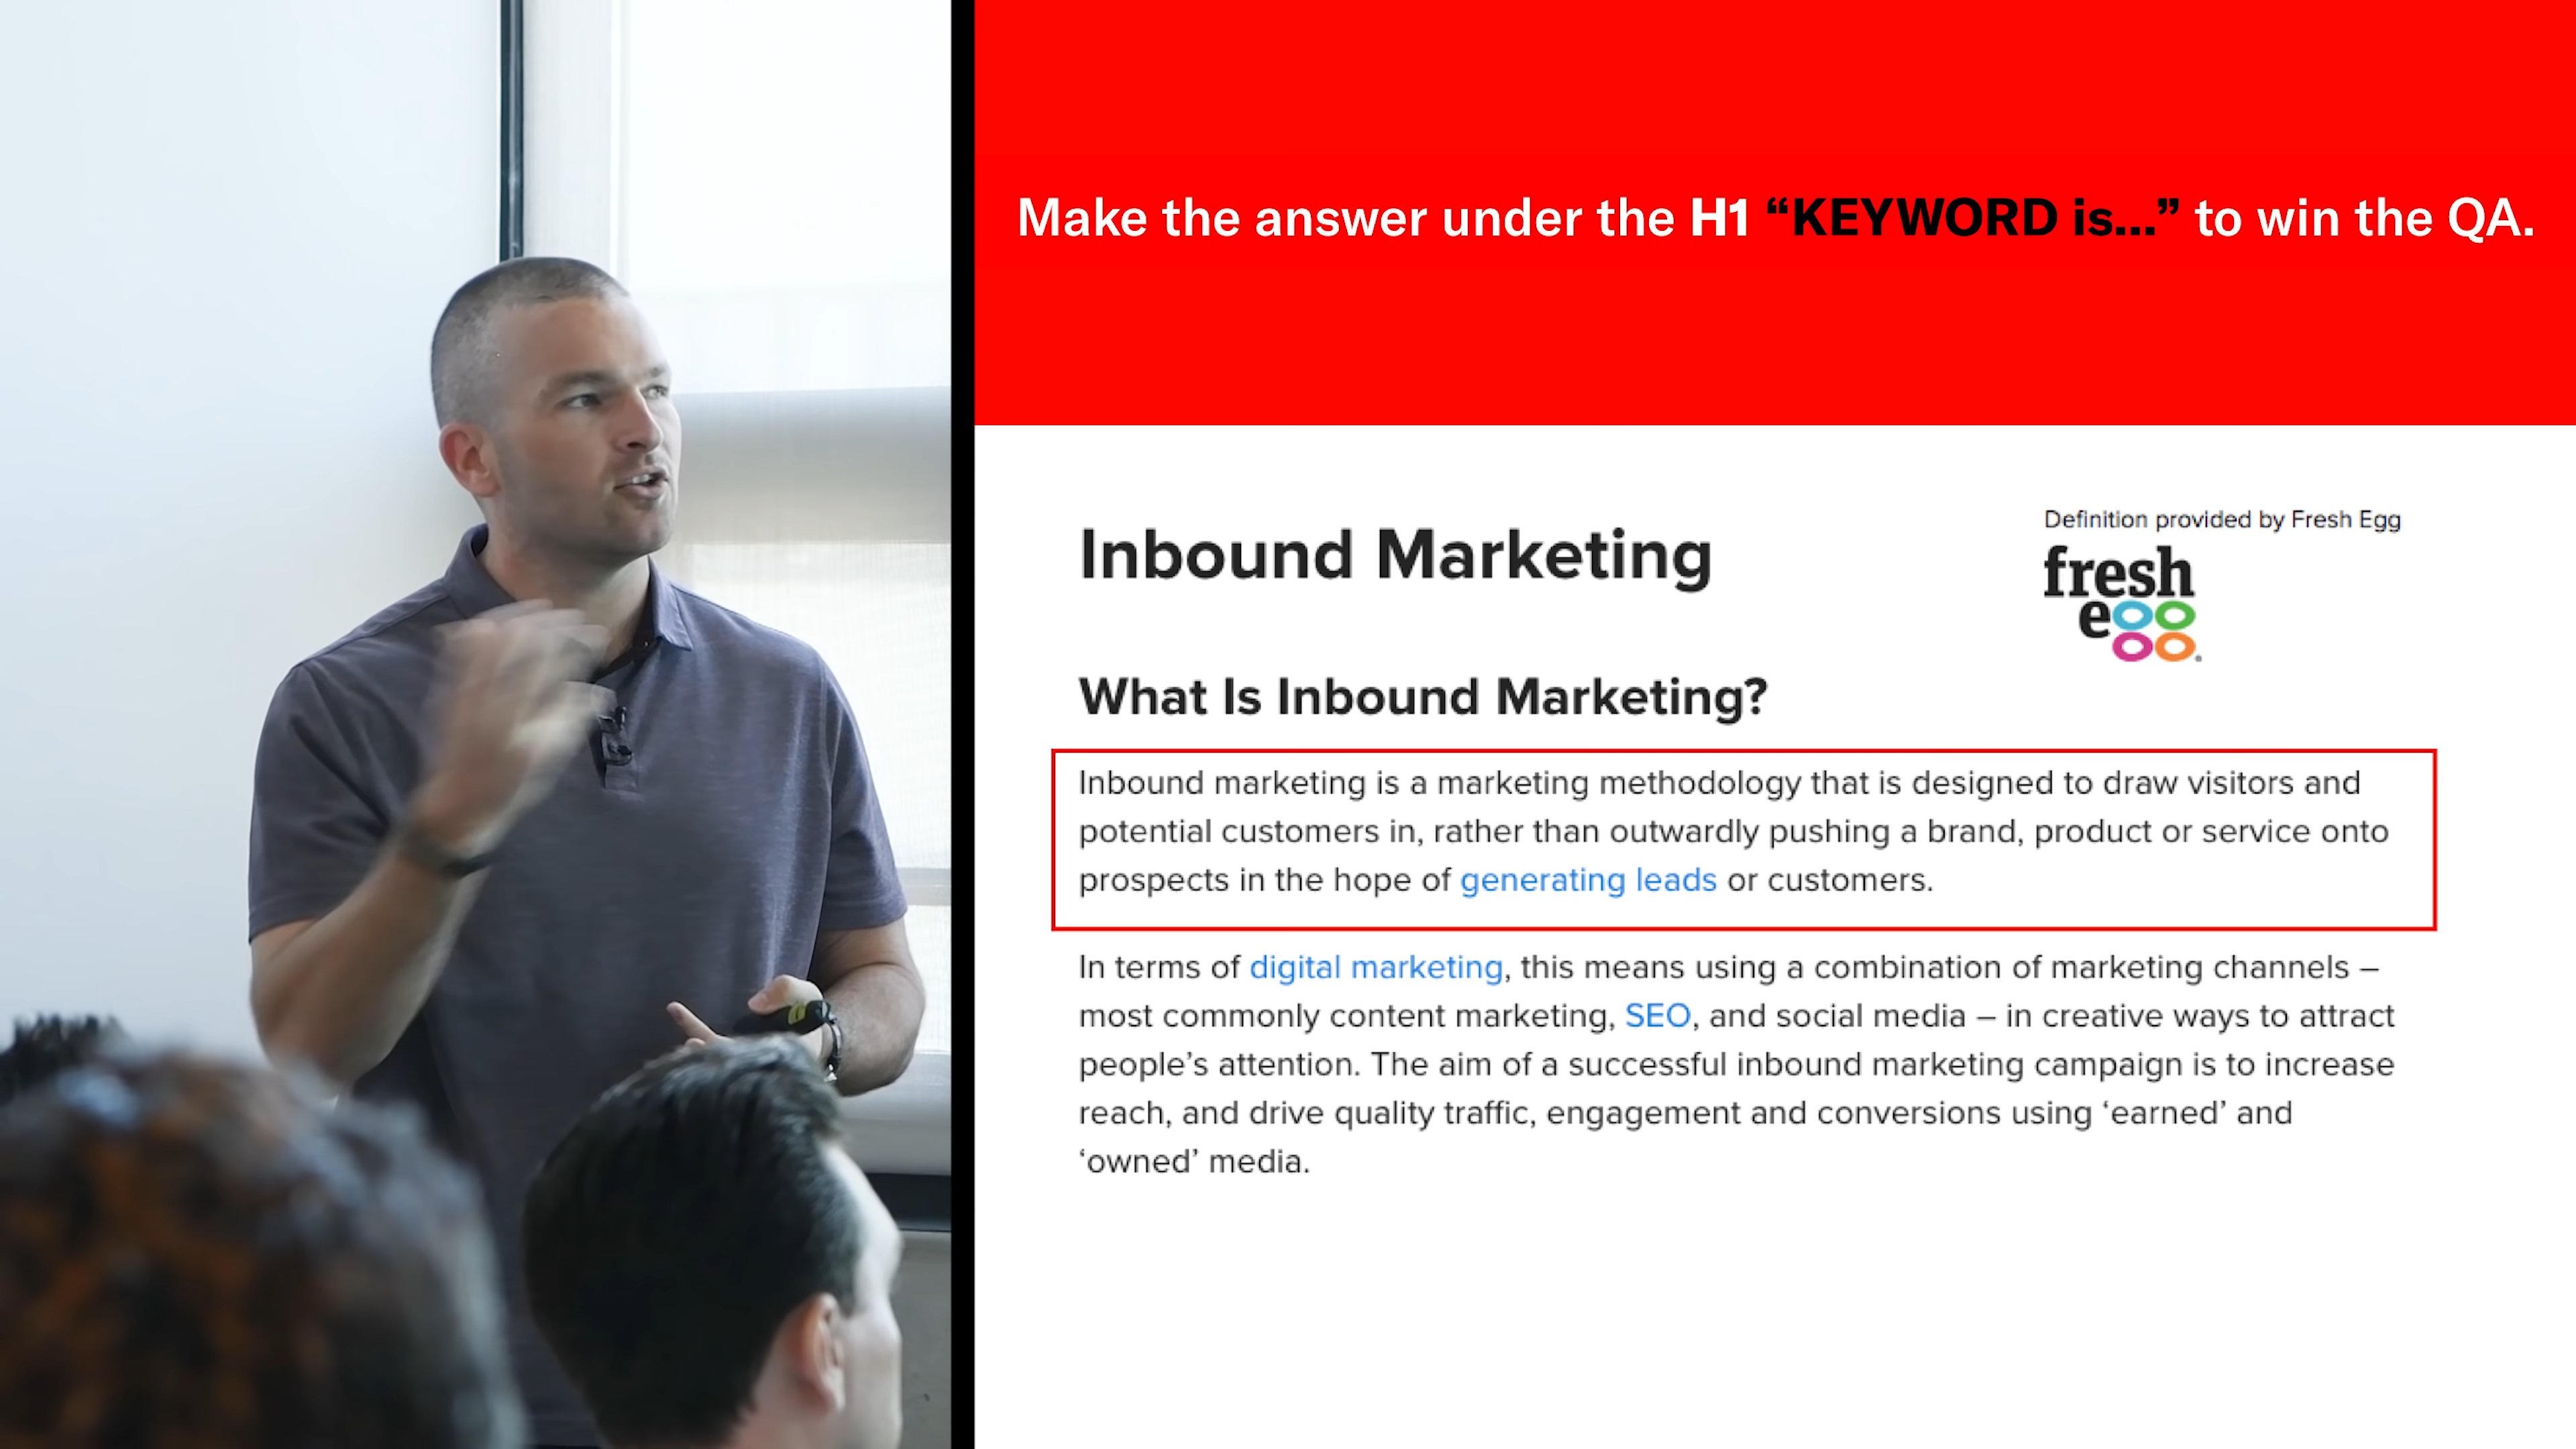 Make the answer under the H1 “KEYWORD is...” to win the QA.
Definition provided by Fresh Egg
Inbound Marketing
fresh
egg
What Is Inbound Marketing?
Inbound marketing is a marketing methodology that is designed to draw visitors and
potential customers in, rather than outwardly pushing a brand, product or service onto
prospects in the hope of generating leads or customers.
In terms of digital marketing, this means using a combination of marketing channels –
most commonly content marketing, SEO, and social media – in creative ways to attract
people’s attention. The aim of a successful inbound marketing campaign is to increase
reach, and drive quality traffic, engagement and conversions using ‘earned’ and
‘owned’ media.